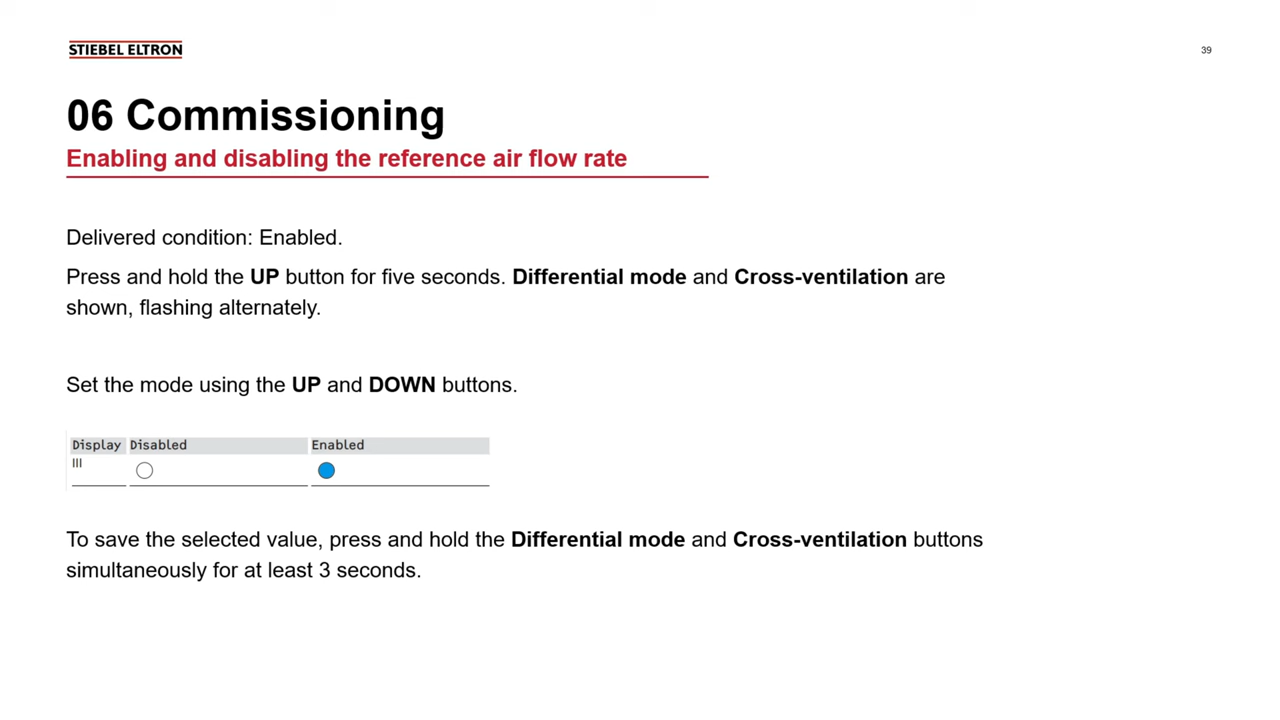 STIEBEL ELTRON
39
06 Commissioning
Enabling and disabling the reference air flow rate
Delivered condition: Enabled.
Press and hold the UP button for five seconds. Differential mode and Cross-ventilation are
shown, flashing alternately.
Set the mode using the UP and DOWN buttons.
Display Disabled Enabled
III
To save the selected value, press and hold the Differential mode and Cross-ventilation buttons
simultaneously for at least 3 seconds.